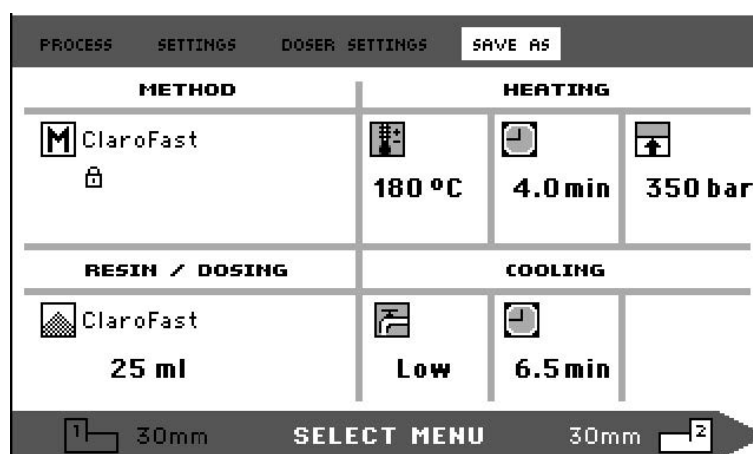 PROCESS SETTINGS DOSER SETTINGS SAVE AS
METHOD HEATING
M ClaroFast
180 ºC 4.0 min 350 bar
RESIN / DOSING COOLING
ClaroFast
25 ml Low 6.5 min
1 30mm SELECT MENU 30mm 2